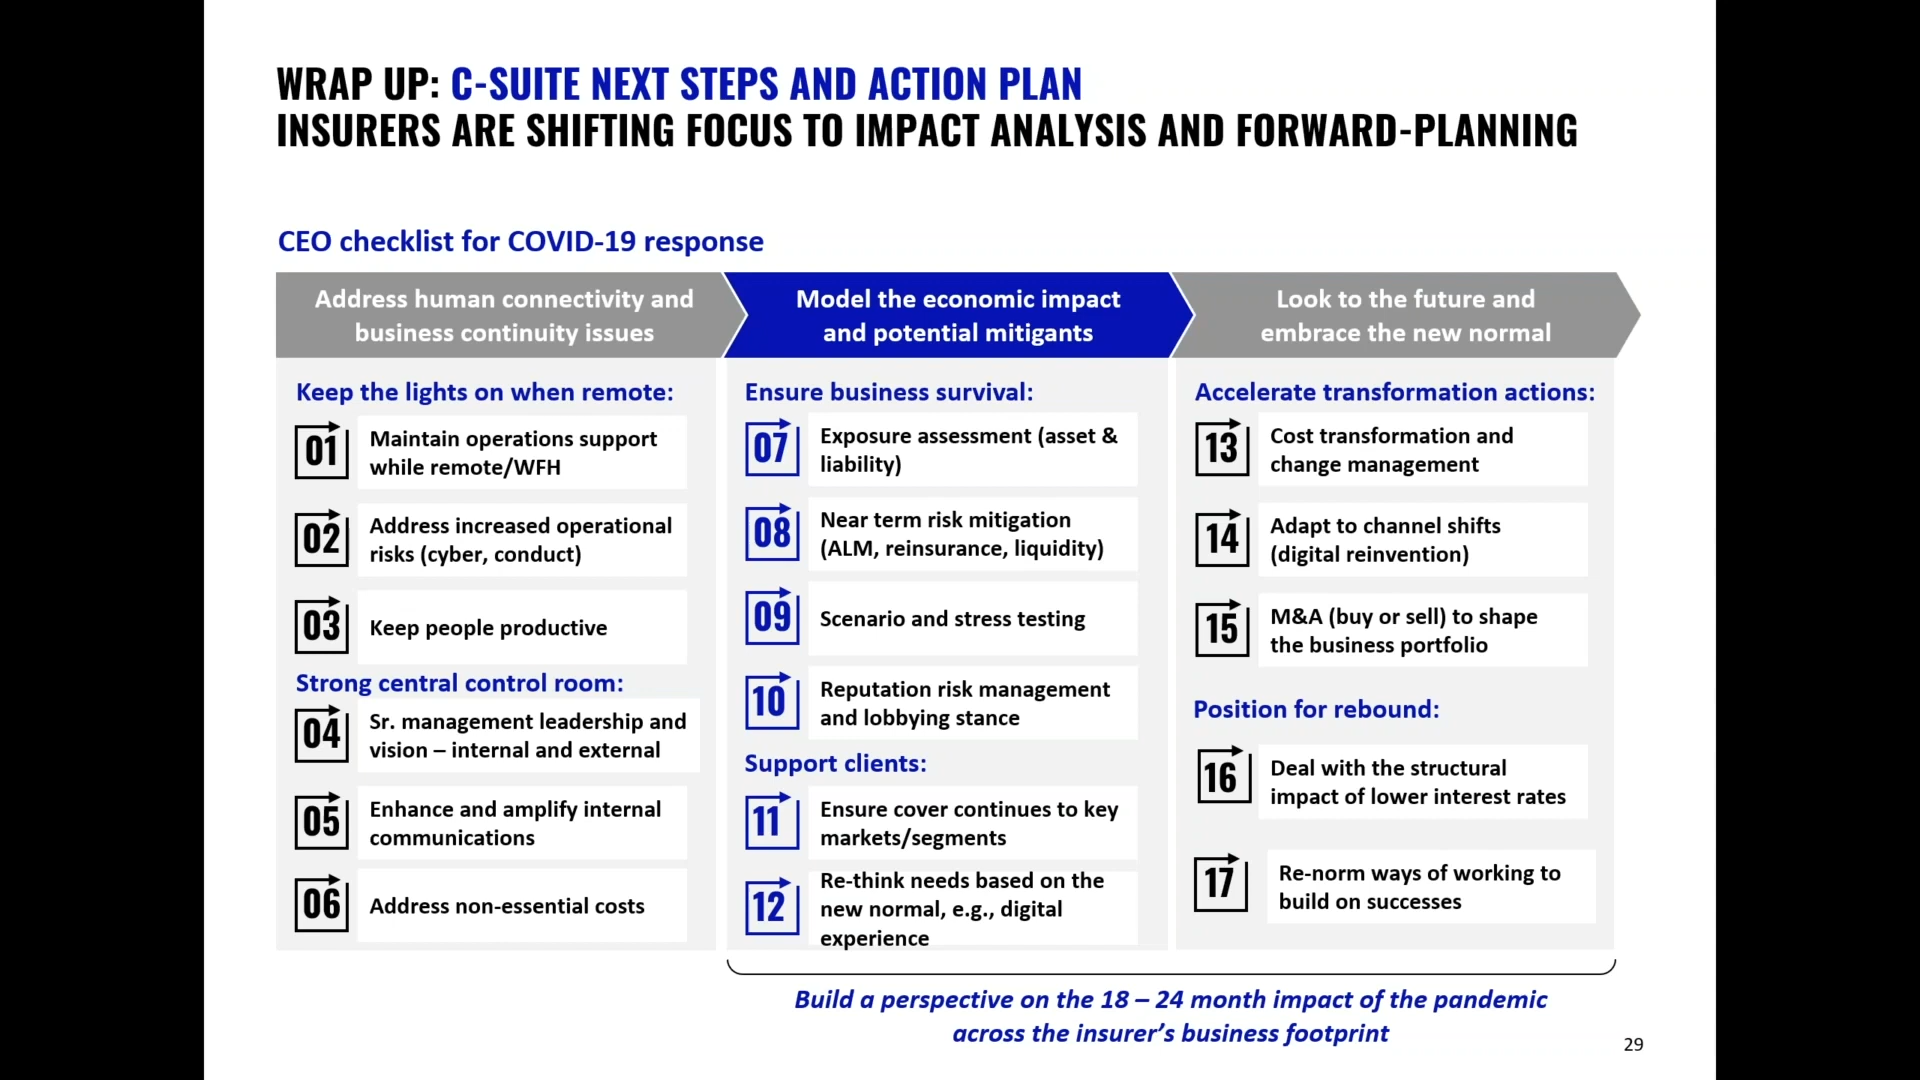 WRAP UP: C-SUITE NEXT STEPS AND ACTION PLAN
INSURERS ARE SHIFTING FOCUS TO IMPACT ANALYSIS AND FORWARD-PLANNING
CEO checklist for COVID-19 response
Address human connectivity and
business continuity issues
Keep the lights on when remote:
01
Maintain operations support
while remote/WFH
02
Address increased operational
risks (cyber, conduct)
03
Keep people productive
Strong central control room:
04
Sr. management leadership and
vision – internal and external
05
Enhance and amplify internal
communications
06
Address non-essential costs
Model the economic impact
and potential mitigants
Ensure business survival:
07
Exposure assessment (asset &
liability)
08
Near term risk mitigation
(ALM, reinsurance, liquidity)
09
Scenario and stress testing
10
Reputation risk management
and lobbying stance
Support clients:
11
Ensure cover continues to key
markets/segments
12
Re-think needs based on the
new normal, e.g., digital
experience
Look to the future and
embrace the new normal
Accelerate transformation actions:
13
Cost transformation and
change management
14
Adapt to channel shifts
(digital reinvention)
15
M&A (buy or sell) to shape
the business portfolio
Position for rebound:
16
Deal with the structural
impact of lower interest rates
17
Re-norm ways of working to
build on successes
Build a perspective on the 18 – 24 month impact of the pandemic
across the insurer’s business footprint
29